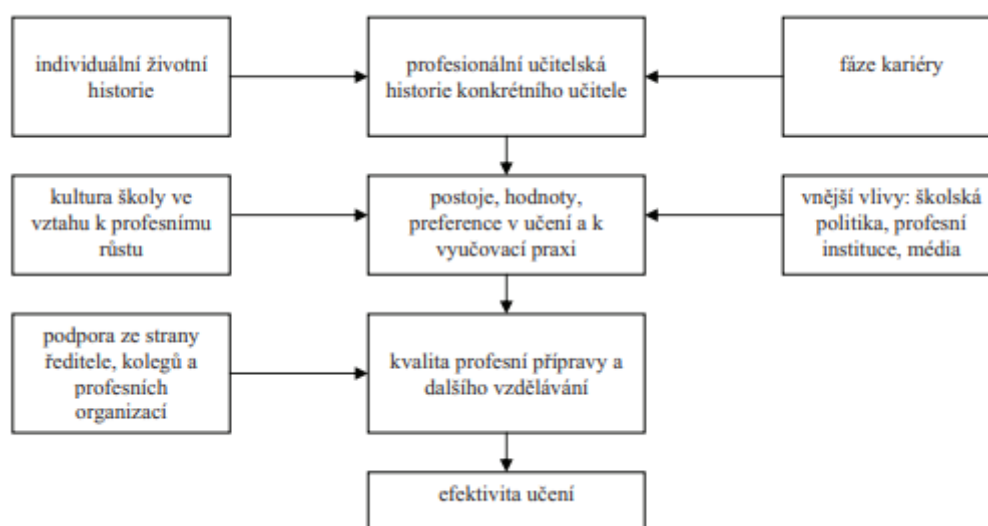 individuální životní
historie
profesionální učitelská
historie konkrétního učitele
fáze kariéry
kultura školy ve
vztahu k profesnímu
růstu
postoje, hodnoty,
preference v učení a k
vyučovací praxi
vnější vlivy: školská
politika, profesní
instituce, média
podpora ze strany
ředitele, kolegů a
profesních
organizací
kvalita profesní přípravy a
dalšího vzdělávání
efektivita učení